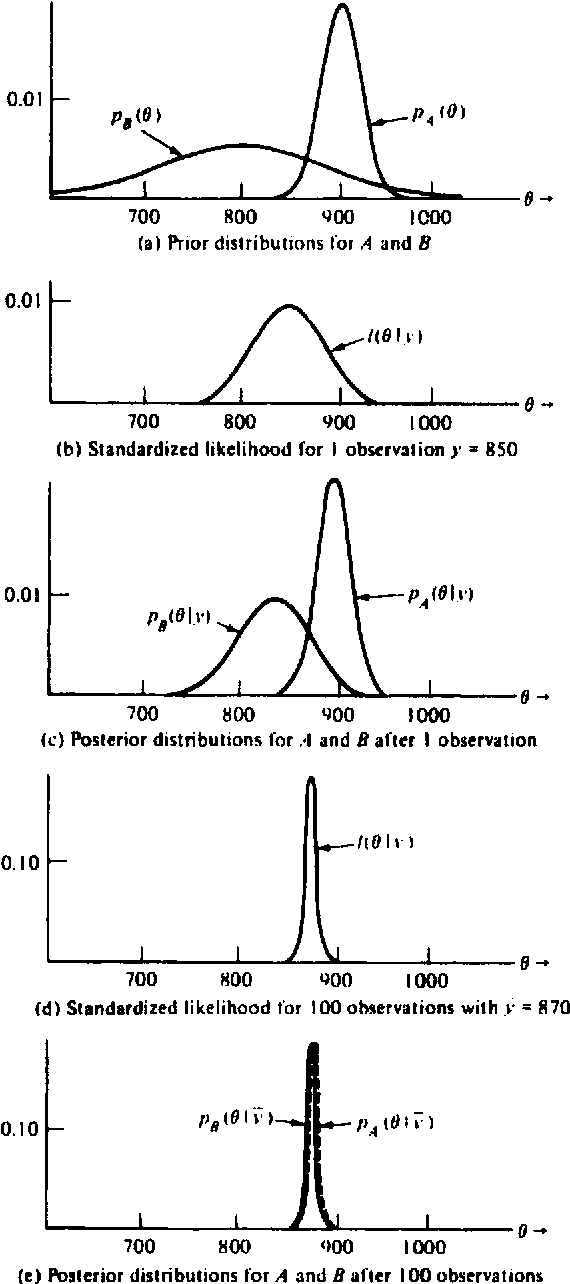 0.01
p_B(θ)
p_A(θ)
700 800 900 1000 θ →
(a) Prior distributions for A and B
0.01
l(θ|y)
700 800 900 1000 θ →
(b) Standardized likelihood for 1 observation y = 850
0.01
p_B(θ|y)
p_A(θ|y)
700 800 900 1000 θ →
(c) Posterior distributions for A and B after 1 observation
0.10
l(θ|y)
700 800 900 1000 θ →
(d) Standardized likelihood for 100 observations with ȳ = 870
0.10
p_B(θ|ȳ)
p_A(θ|ȳ)
700 800 900 1000 θ →
(e) Posterior distributions for A and B after 100 observations